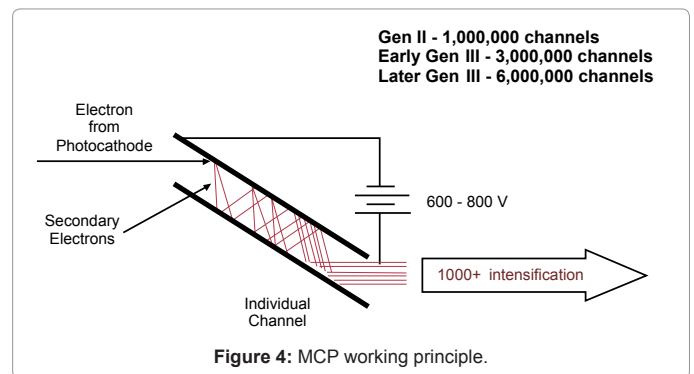 Gen II - 1,000,000 channels
Early Gen III - 3,000,000 channels
Later Gen III - 6,000,000 channels
Electron
from
Photocathode
600 - 800 V
Secondary
Electrons
1000+ intensification
Individual
Channel
Figure 4: MCP working principle.